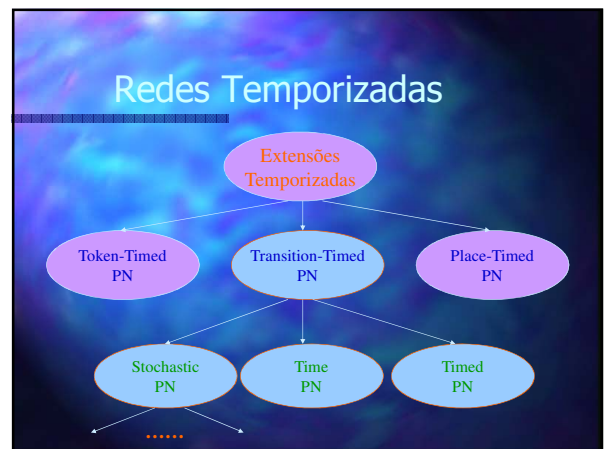 Redes Temporizadas
Extensões
Temporizadas
Token-Timed
PN
Transition-Timed
PN
Place-Timed
PN
Stochastic
PN
Time
PN
Timed
PN
......